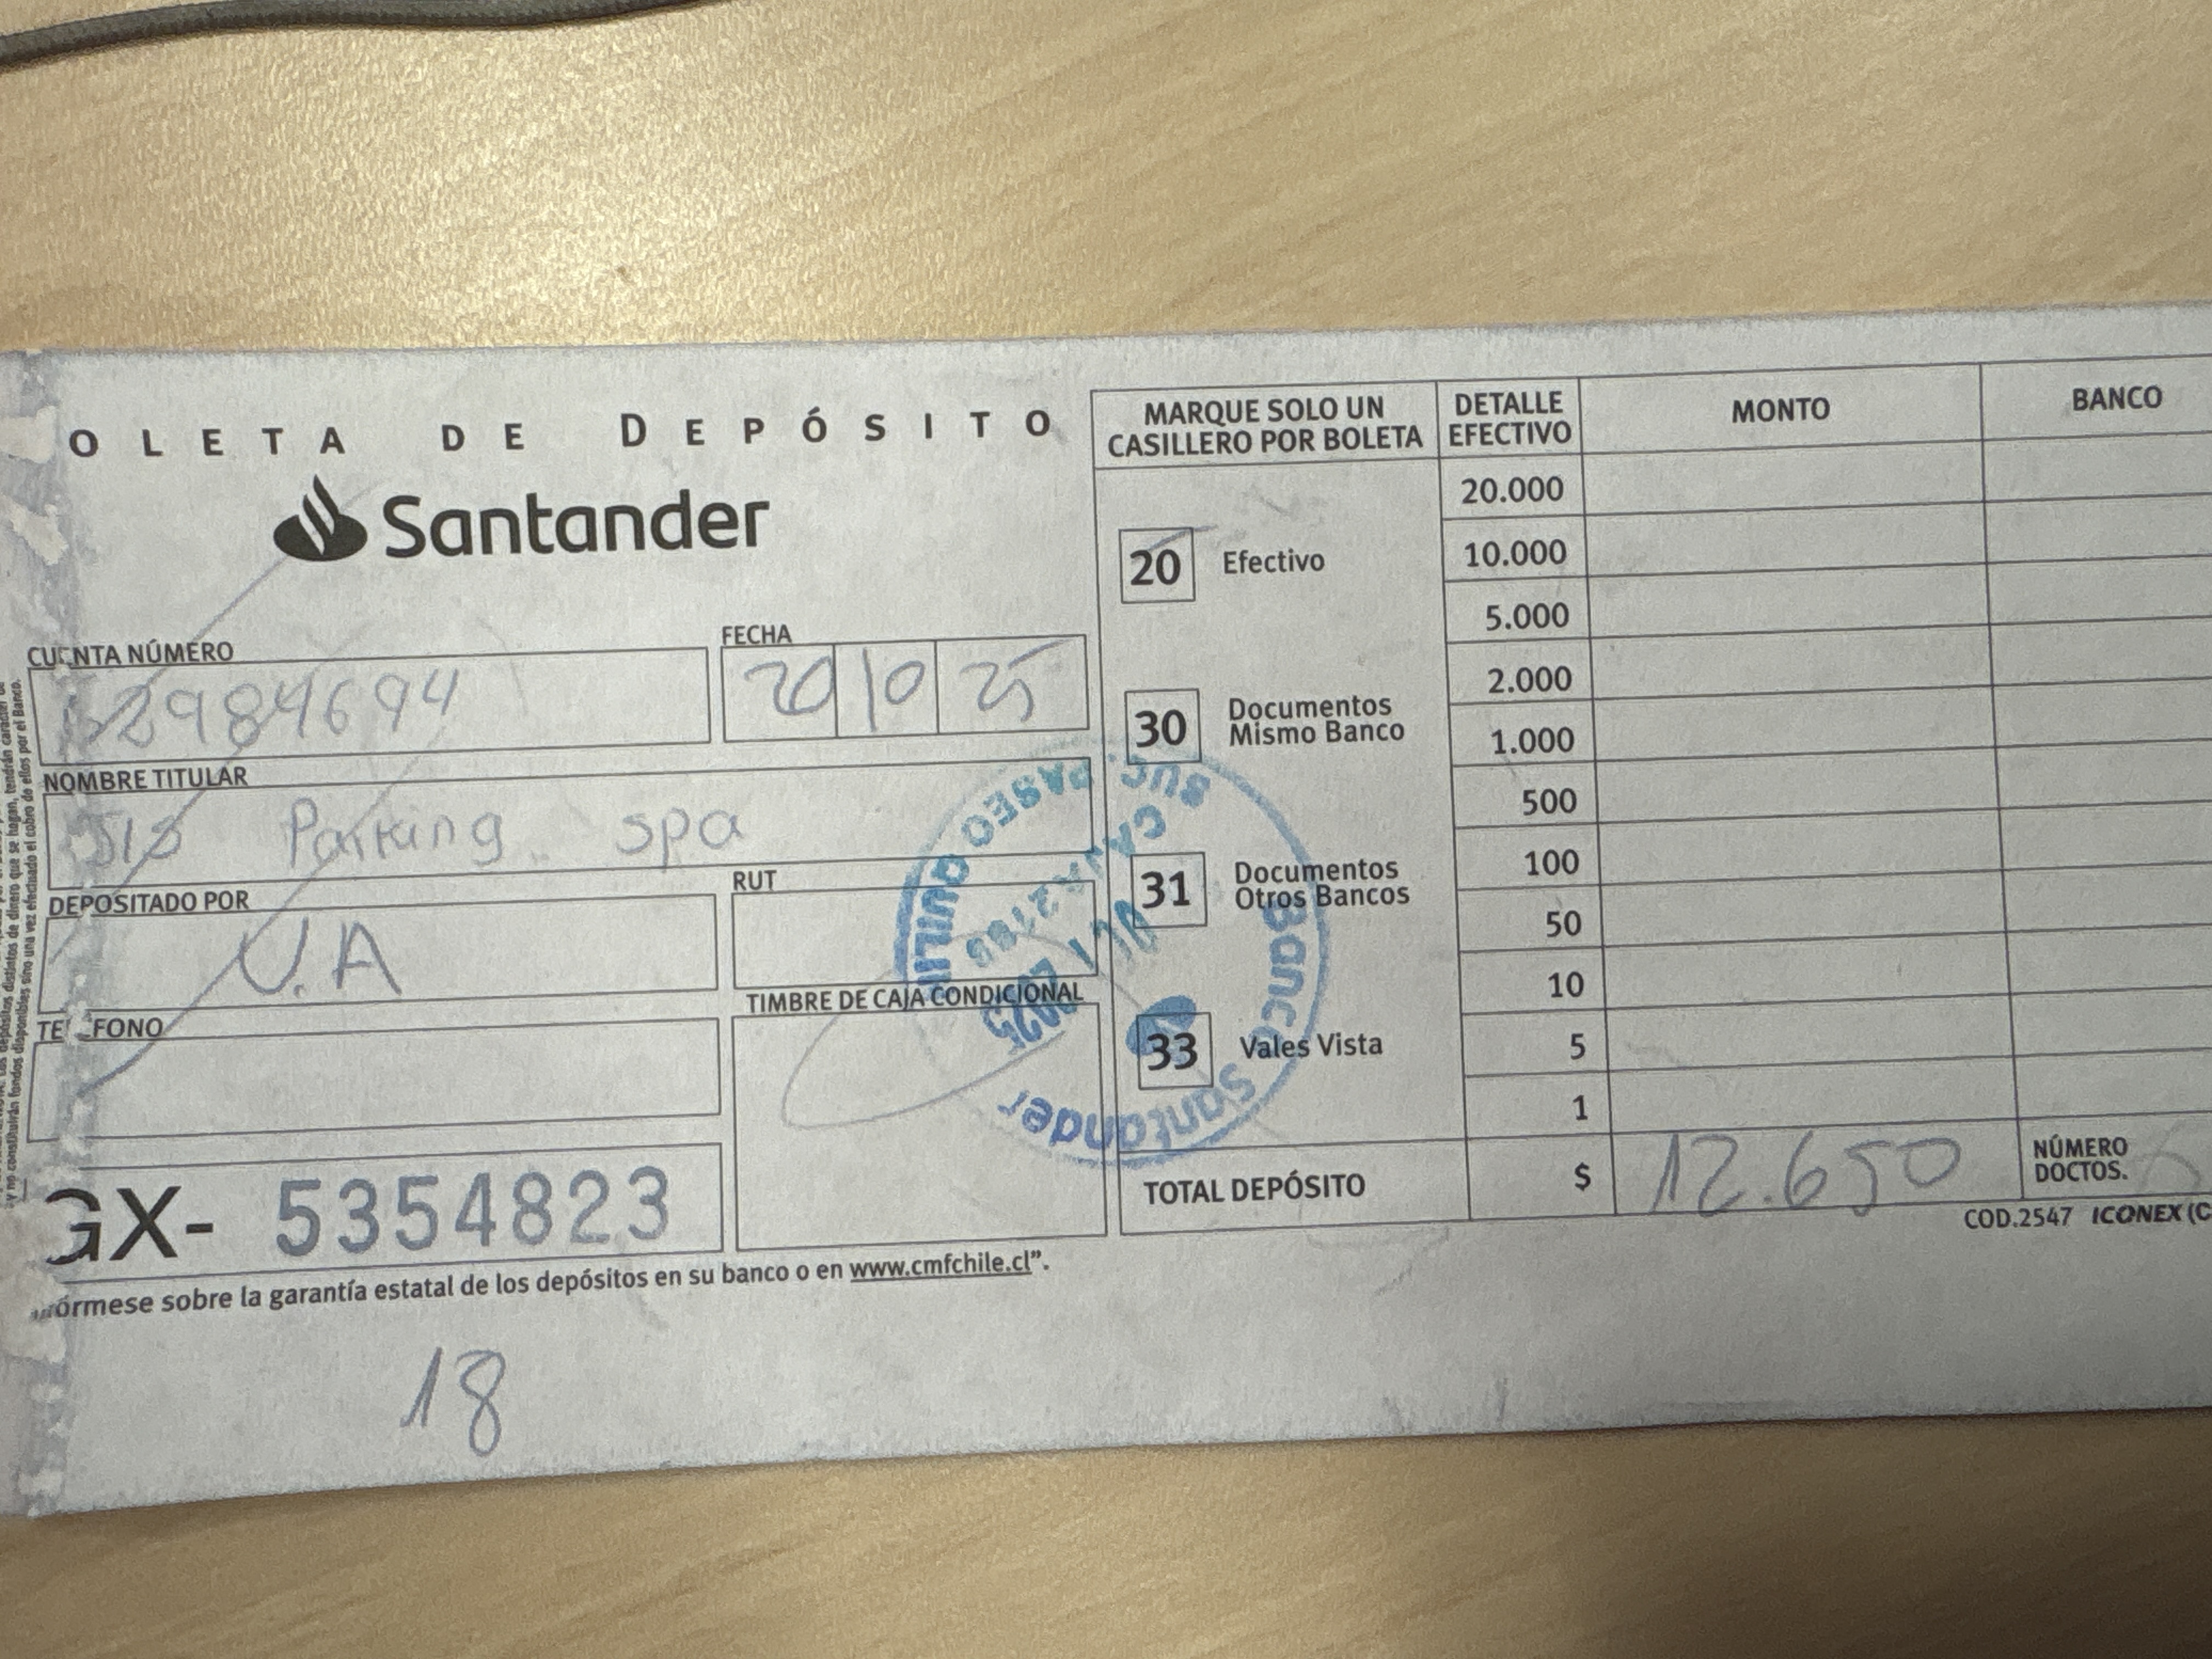 OLETA DE DEPÓSITO
Santander
CUENTA NÚMERO
29849694
FECHA
20 10 25
NOMBRE TITULAR
Parking spa
DEPOSITADO POR
V.A
RUT
TELEFONO
TIMBRE DE CAJA CONDICIONAL
GX- 5354823
órmese sobre la garantía estatal de los depósitos en su banco o en www.cmfchile.cl".
18
MARQUE SOLO UN
CASILLERO POR BOLETA
20 Efectivo
30 Documentos
Mismo Banco
31 Documentos
Otros Bancos
33 Vales Vista
DETALLE
EFECTIVO
MONTO
BANCO
20.000
10.000
5.000
2.000
1.000
500
100
50
10
5
1
TOTAL DEPÓSITO $ 12.650
NÚMERO
DOCTOS.
COD.2547 ICONEX (C
Banco Santander
SUC. PASEO QUILI
2025